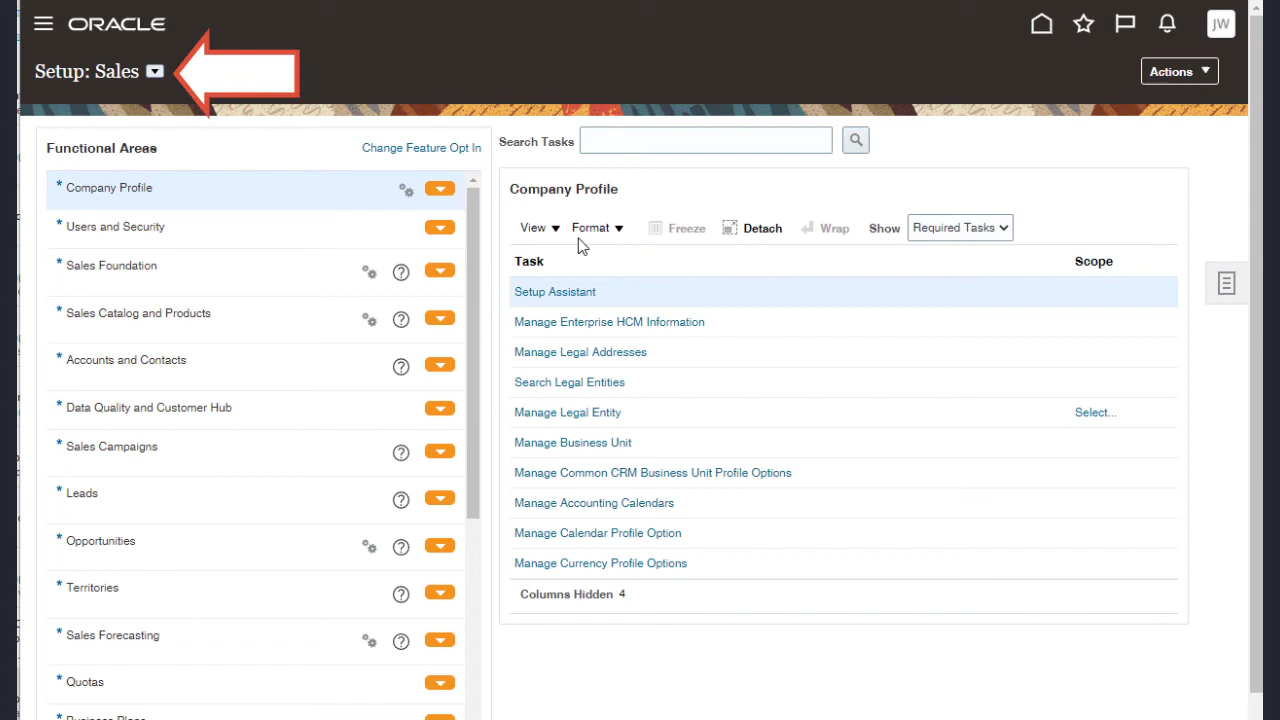 ORACLE
JW
Setup: Sales
Actions
Functional Areas
Change Feature Opt In
* Company Profile
* Users and Security
* Sales Foundation
* Sales Catalog and Products
* Accounts and Contacts
* Data Quality and Customer Hub
* Sales Campaigns
* Leads
* Opportunities
* Territories
* Sales Forecasting
* Quotas
* Business Plans
Search Tasks
Company Profile
View Format Freeze Detach Wrap Show Required Tasks
Task Scope
Setup Assistant
Manage Enterprise HCM Information
Manage Legal Addresses
Search Legal Entities
Manage Legal Entity Select...
Manage Business Unit
Manage Common CRM Business Unit Profile Options
Manage Accounting Calendars
Manage Calendar Profile Option
Manage Currency Profile Options
Columns Hidden 4